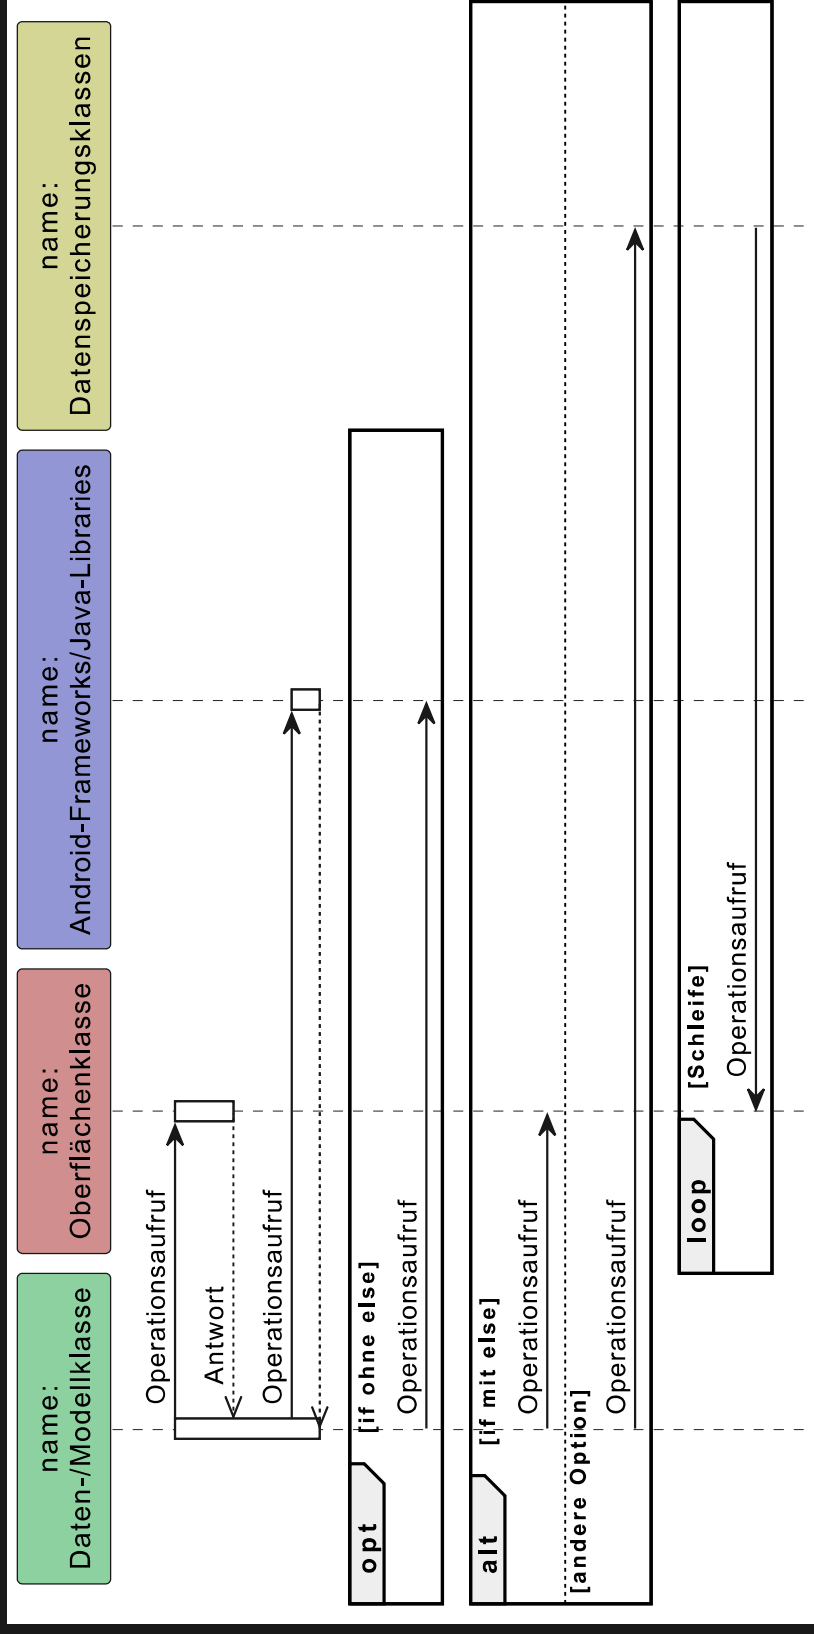 name:
Daten-/Modellklasse
name:
Oberflächenklasse
name:
Android-Frameworks/Java-Libraries
name:
Datenspeicherungsklassen
Operationsaufruf
Antwort
Operationsaufruf
opt
[if ohne else]
Operationsaufruf
alt
[if mit else]
Operationsaufruf
[andere Option]
Operationsaufruf
loop
[Schleife]
Operationsaufruf